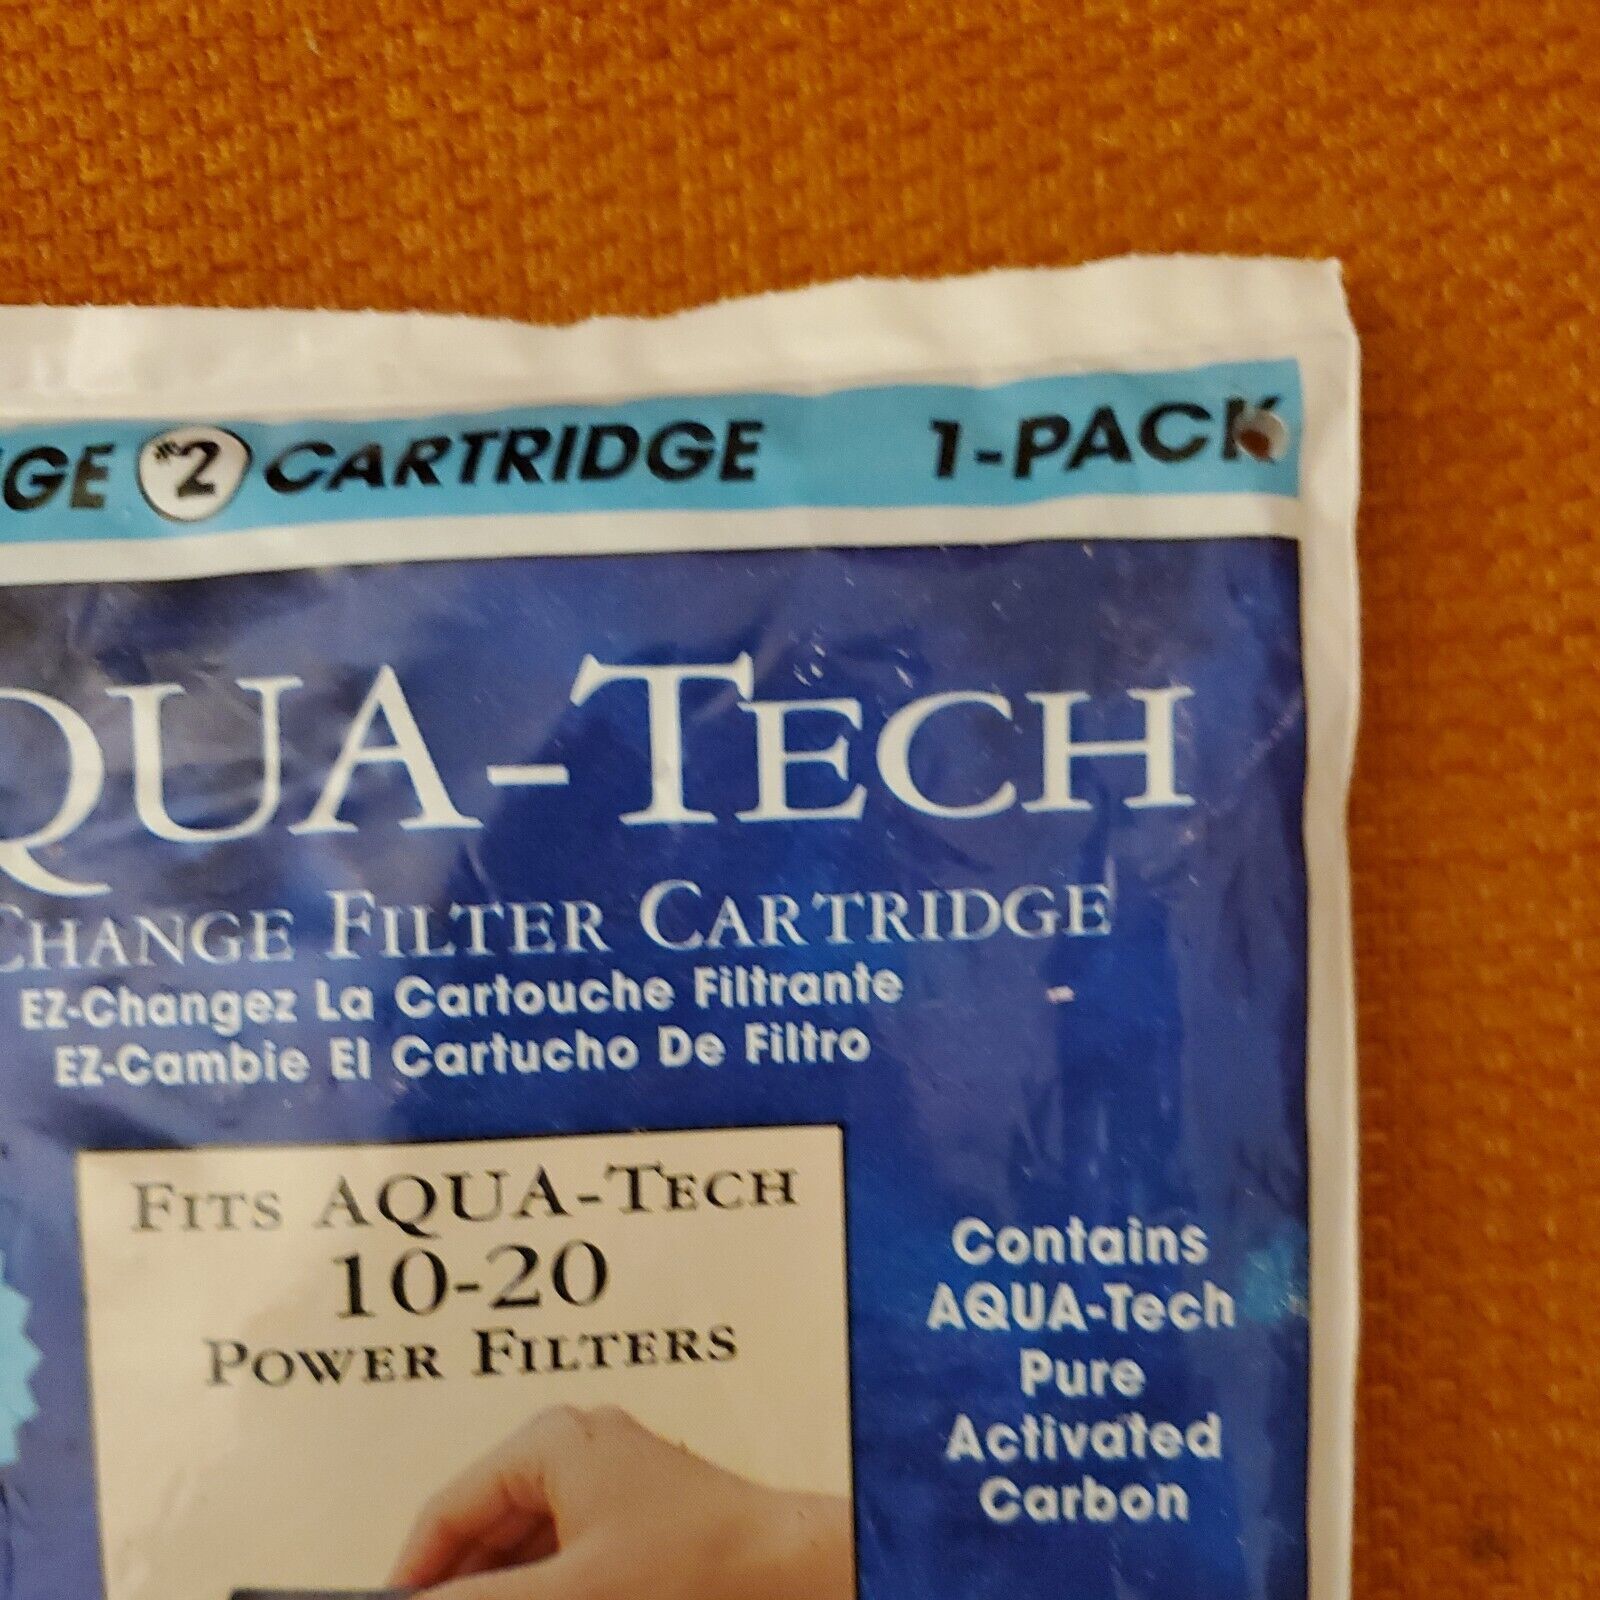 GE #2 CARTRIDGE 1-PACK
QUA-TECH
CHANGE FILTER CARTRIDGE
EZ-Changez La Cartouche Filtrante
EZ-Cambie El Cartucho De Filtro
FITS AQUA-TECH
10-20
POWER FILTERS
Contains
AQUA-Tech
Pure
Activated
Carbon